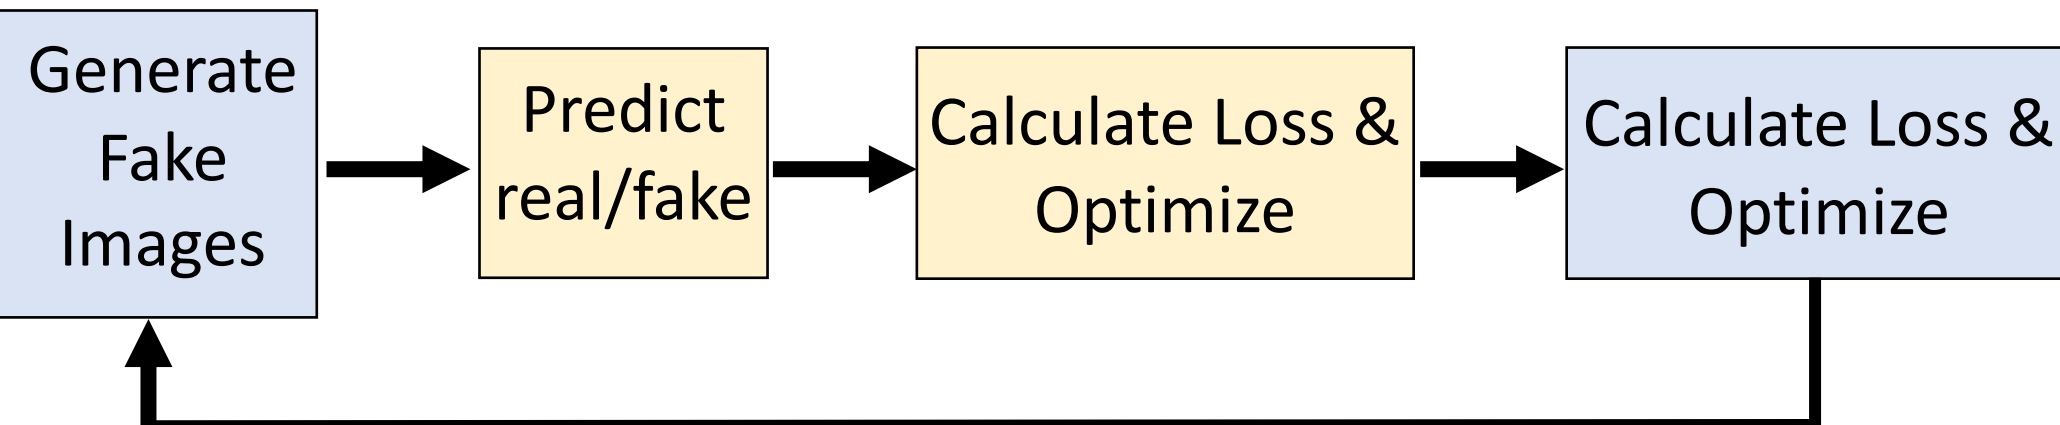 Generate
Fake
Images
Predict
real/fake
Calculate Loss &
Optimize
Calculate Loss &
Optimize